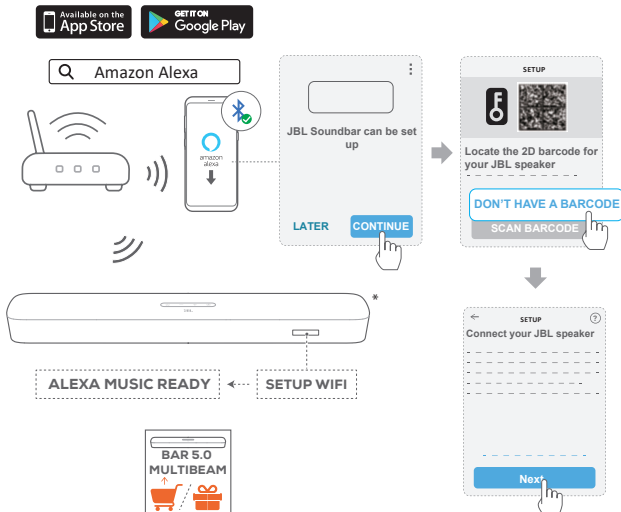 Available on the
App Store
GET IT ON
Google Play
Amazon Alexa
amazon
alexa
JBL Soundbar can be set
up
LATER
CONTINUE
SETUP
Locate the 2D barcode for
your JBL speaker
DON'T HAVE A BARCODE
SCAN BARCODE
JBL
*
ALEXA MUSIC READY
SETUP WIFI
SETUP
?
Connect your JBL speaker
Next
BAR 5.0
MULTIBEAM